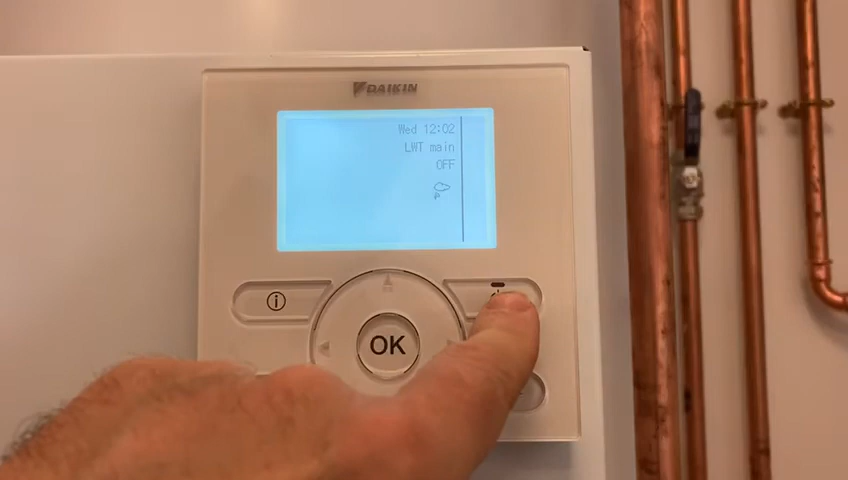 DAIKIN
Wed 12:02
LWT main
OFF
i
OK